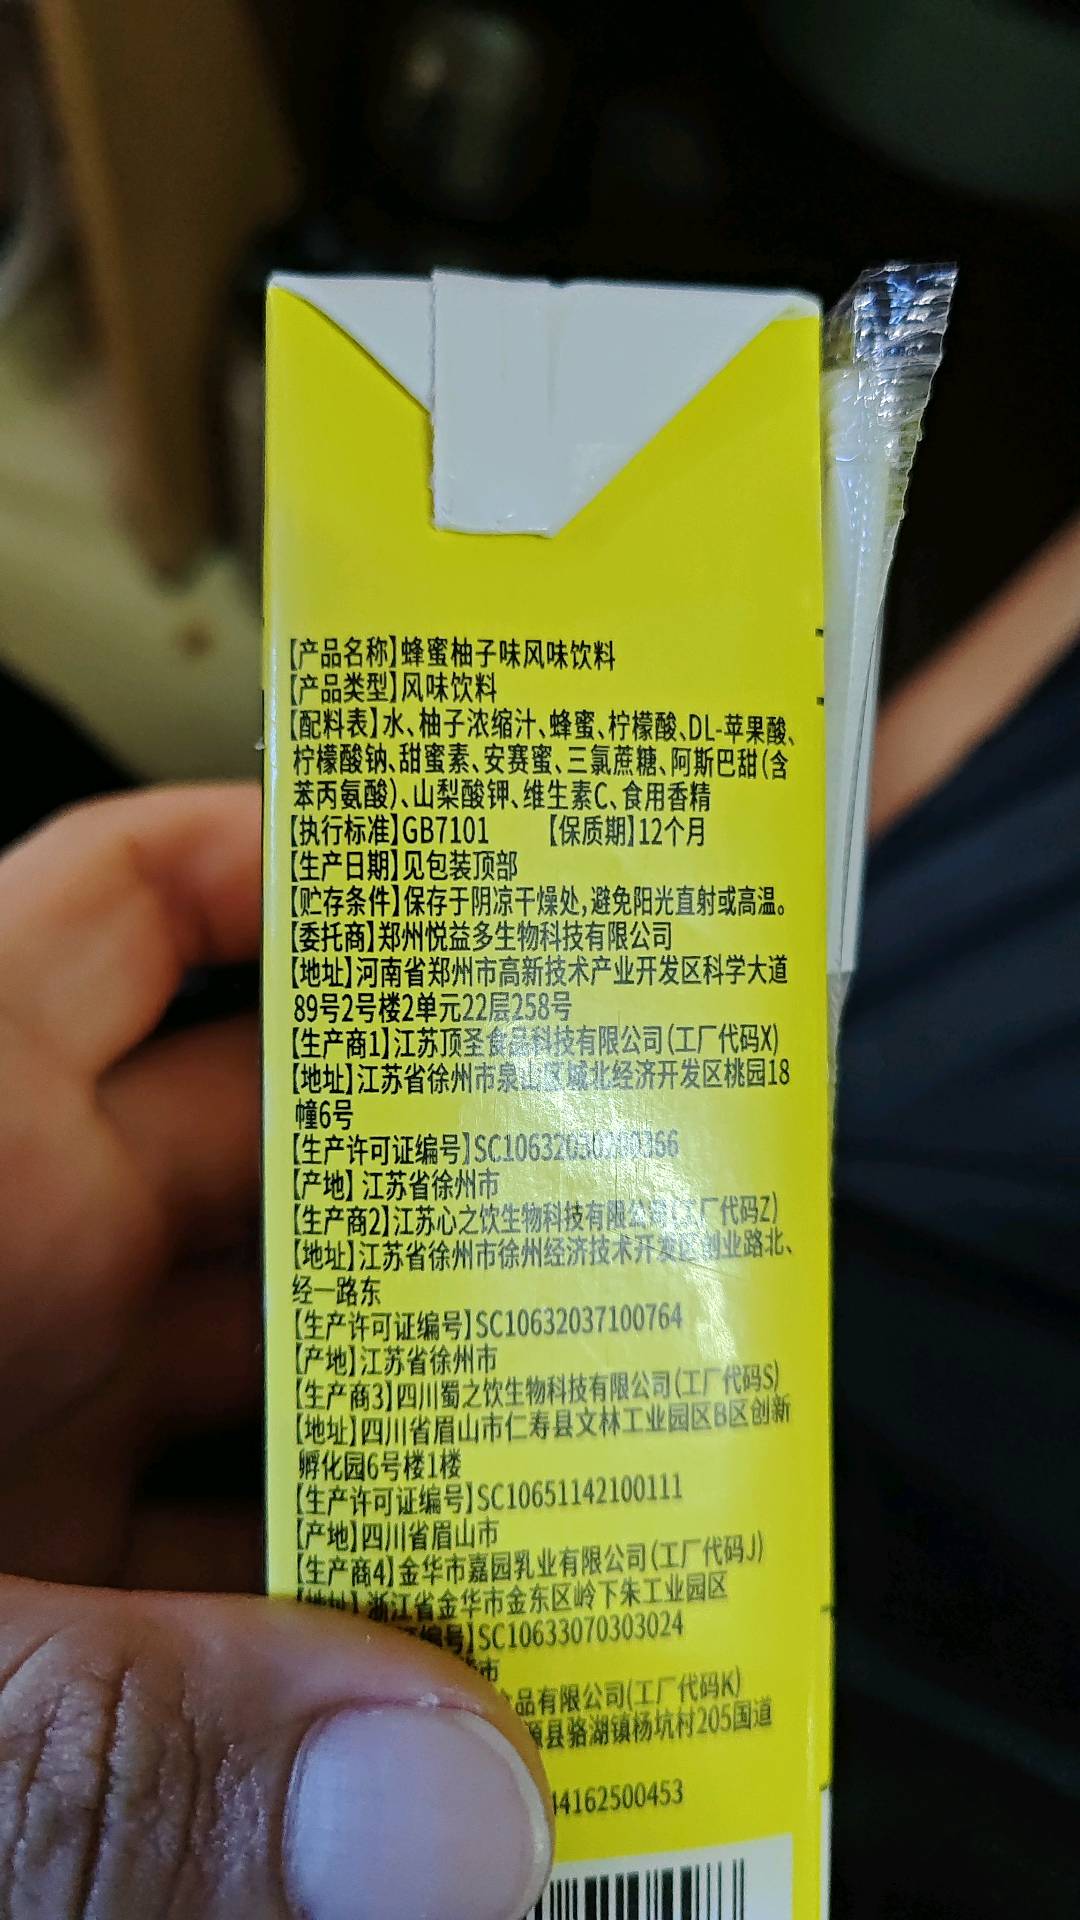 【产品名称】蜂蜜柚子味风味饮料
【产品类型】风味饮料
【配料表】水、柚子浓缩汁、蜂蜜、柠檬酸、DL-苹果酸、
柠檬酸钠、甜蜜素、安赛蜜、三氯蔗糖、阿斯巴甜(含
苯丙氨酸)、山梨酸钾、维生素C、食用香精
【执行标准】GB7101 【保质期】12个月
【生产日期】见包装顶部
【贮存条件】保存于阴凉干燥处,避免阳光直射或高温。
【委托商】郑州悦益多生物科技有限公司
【地址】河南省郑州市高新技术产业开发区科学大道
89号2号楼2单元22层258号
【生产商1】江苏顶圣食品科技有限公司(工厂代码X)
【地址】江苏省徐州市泉山区城北经济开发区桃园18
幢6号
【生产许可证编号】
【产地】江苏省徐州市
【生产商2】江苏心之饮生物科技有限公司(工厂代码Z)
【地址】江苏省徐州市徐州经济技术开发区创业路北、
经一路东
【生产许可证编号】SC10632037100764
【产地】江苏省徐州市
【生产商3】四川蜀之饮生物科技有限公司(工厂代码S)
【地址】四川省眉山市仁寿县文林工业园区B区创新
孵化园6号楼1楼
【生产许可证编号】SC10651142100111
【产地】四川省眉山市
【生产商4】金华市嘉园乳业有限公司(工厂代码J)
【地址】浙江省金华市金东区岭下朱工业园区
编号】SC10633070303024
市
品有限公司(工厂代码K)
源县骆湖镇杨坑村205国道
44162500453